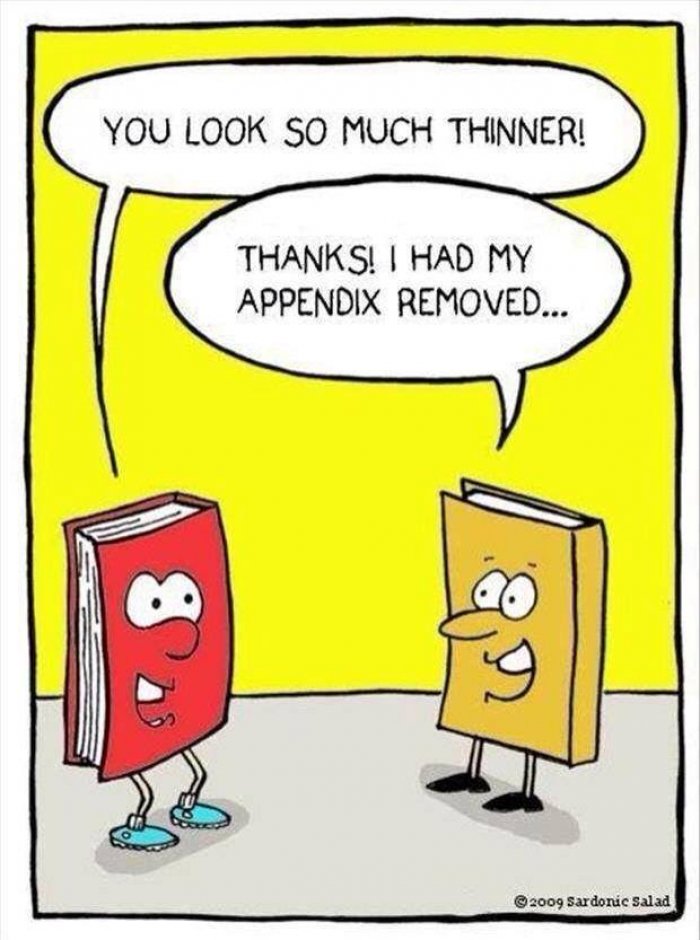 YOU LOOK SO MUCH THINNER!
THANKS! I HAD MY
APPENDIX REMOVED...
©2009 Sardonic Salad